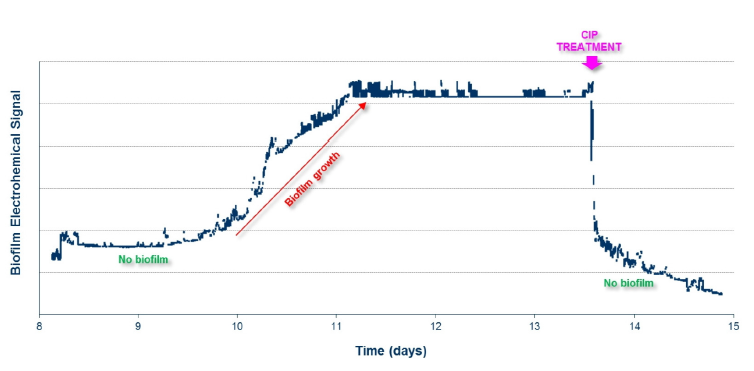 CIP
TREATMENT
Biofilm Electrohemical Signal
Biofilm growth
No biofilm
No biofilm
8 9 10 11 12 13 14 15
Time (days)